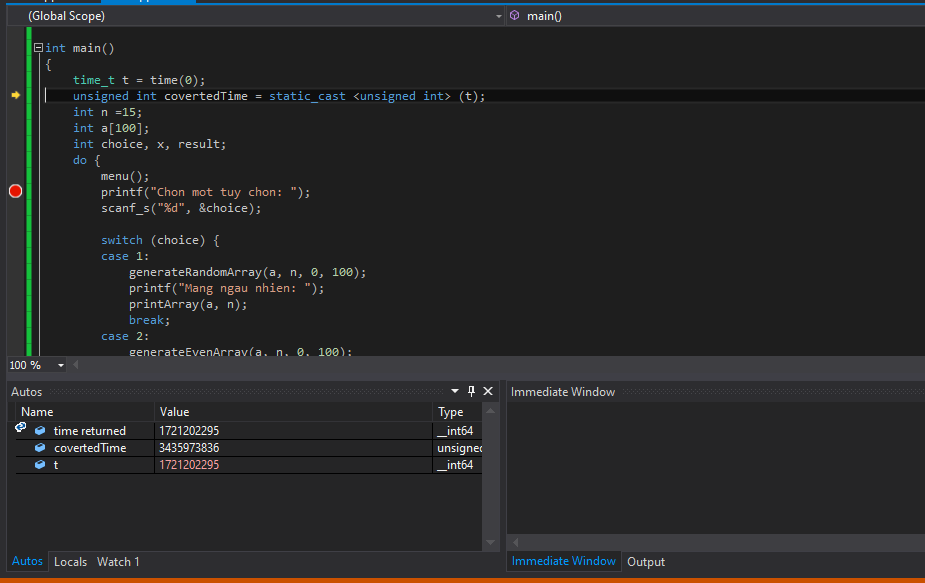 (Global Scope) main()
int main()
{
time_t t = time(0);
unsigned int covertedTime = static_cast <unsigned int> (t);
int n =15;
int a[100];
int choice, x, result;
do {
menu();
printf("Chon mot tuy chon: ");
scanf_s("%d", &choice);
switch (choice) {
case 1:
generateRandomArray(a, n, 0, 100);
printf("Mang ngau nhien: ");
printArray(a, n);
break;
case 2:
generateEvenArray(a, n, 0, 100);
100 %
Autos
Name Value Type
time returned 1721202295 __int64
covertedTime 3435973836 unsigned
t 1721202295 __int64
Autos Locals Watch 1
Immediate Window
Immediate Window Output